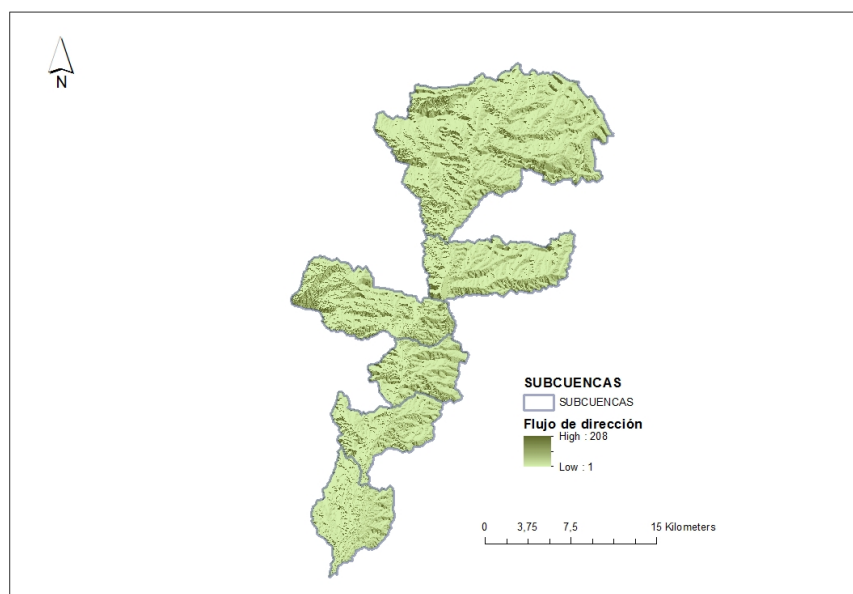 N
SUBCUENCAS
SUBCUENCAS
Flujo de dirección
High : 208
Low : 1
0 3,75 7,5 15 Kilometers